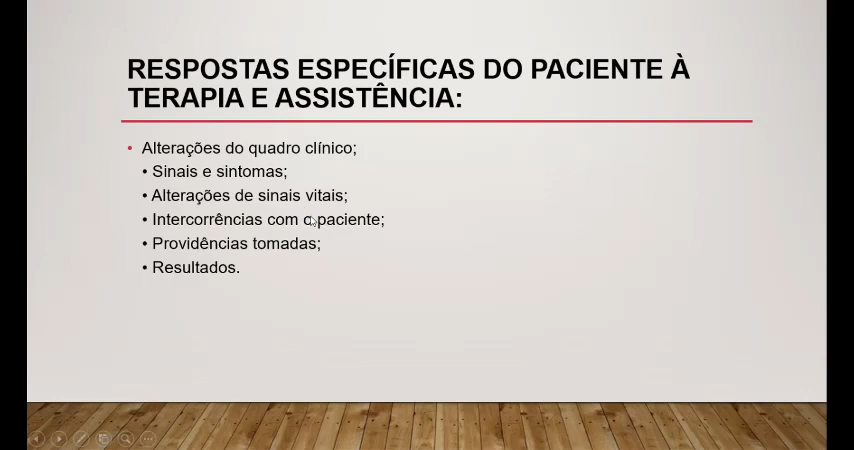 RESPOSTAS ESPECÍFICAS DO PACIENTE À
TERAPIA E ASSISTÊNCIA:
• Alterações do quadro clínico;
• Sinais e sintomas;
• Alterações de sinais vitais;
• Intercorrências com o paciente;
• Providências tomadas;
• Resultados.